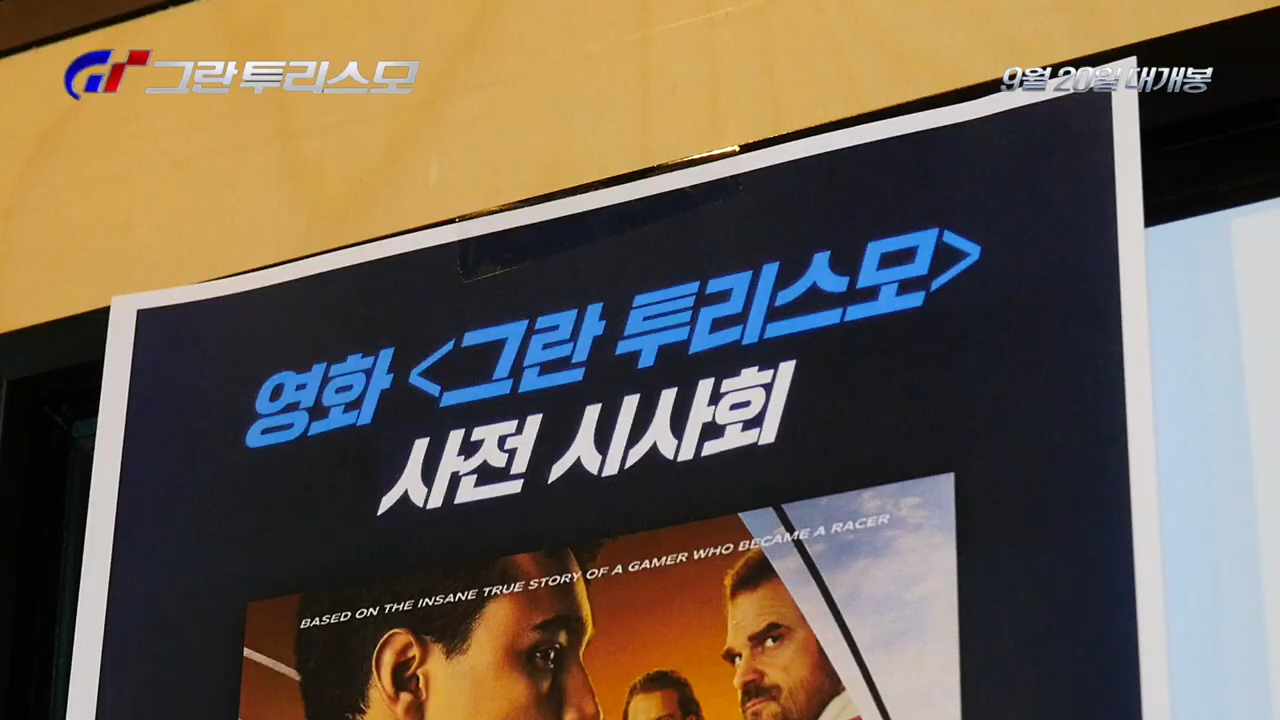 GT 그란 투리스모
9월 20일 대개봉
영화 <그란 투리스모>
사전 시사회
BASED ON THE INSANE TRUE STORY OF A GAMER WHO BECAME A RACER